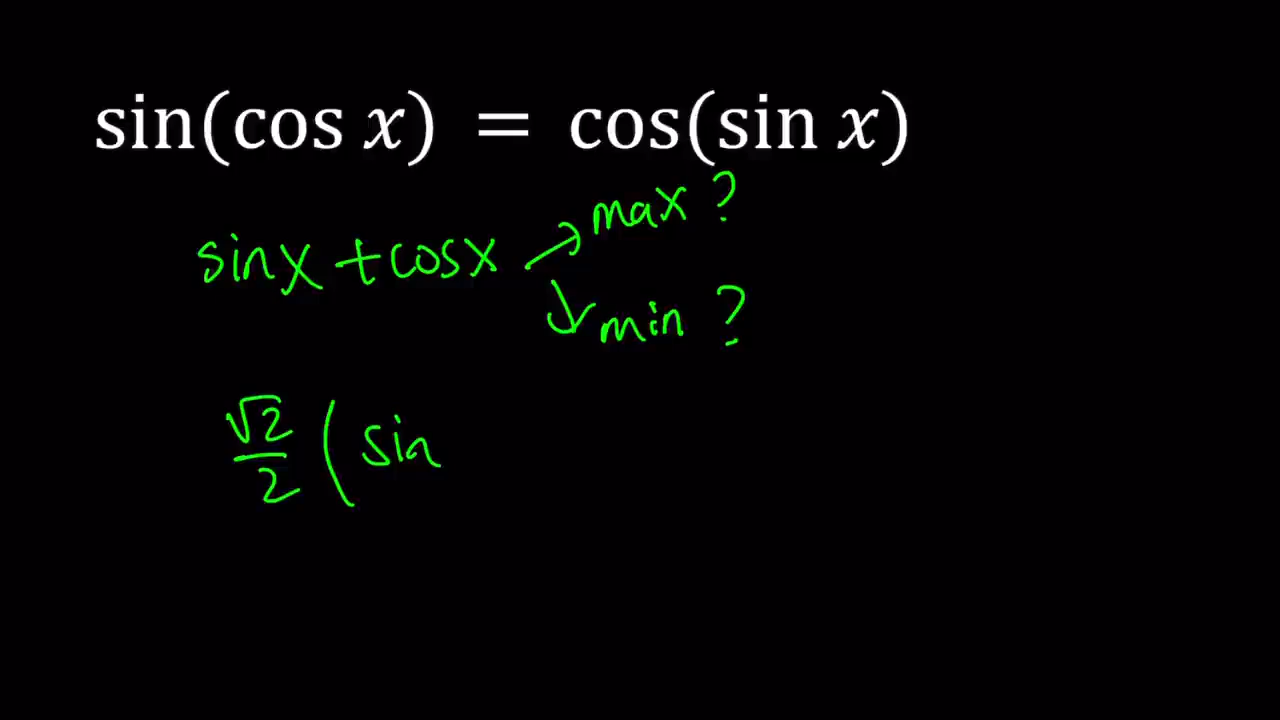 sin(cos x) = cos(sin x)
sinx + cosx → max ?
↓ min ?
√2/2 ( sin